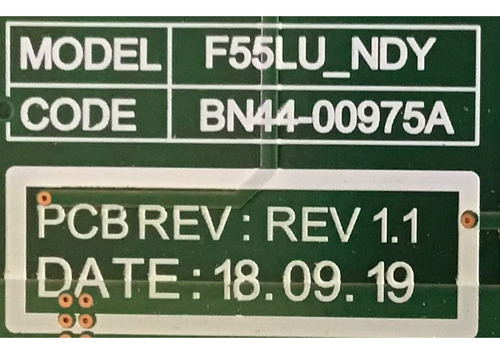 MODEL F55LU_NDY
CODE BN44-00975A
PCB REV : REV 1.1
DATE : 18.09.19